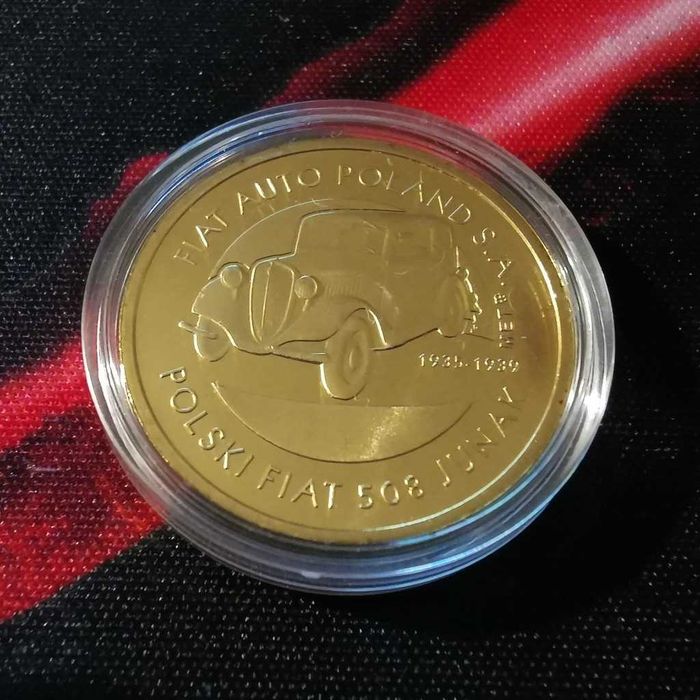 FIAT AUTO POLAND S.A.
1935-1939
POLSKI FIAT 508 JUNAK